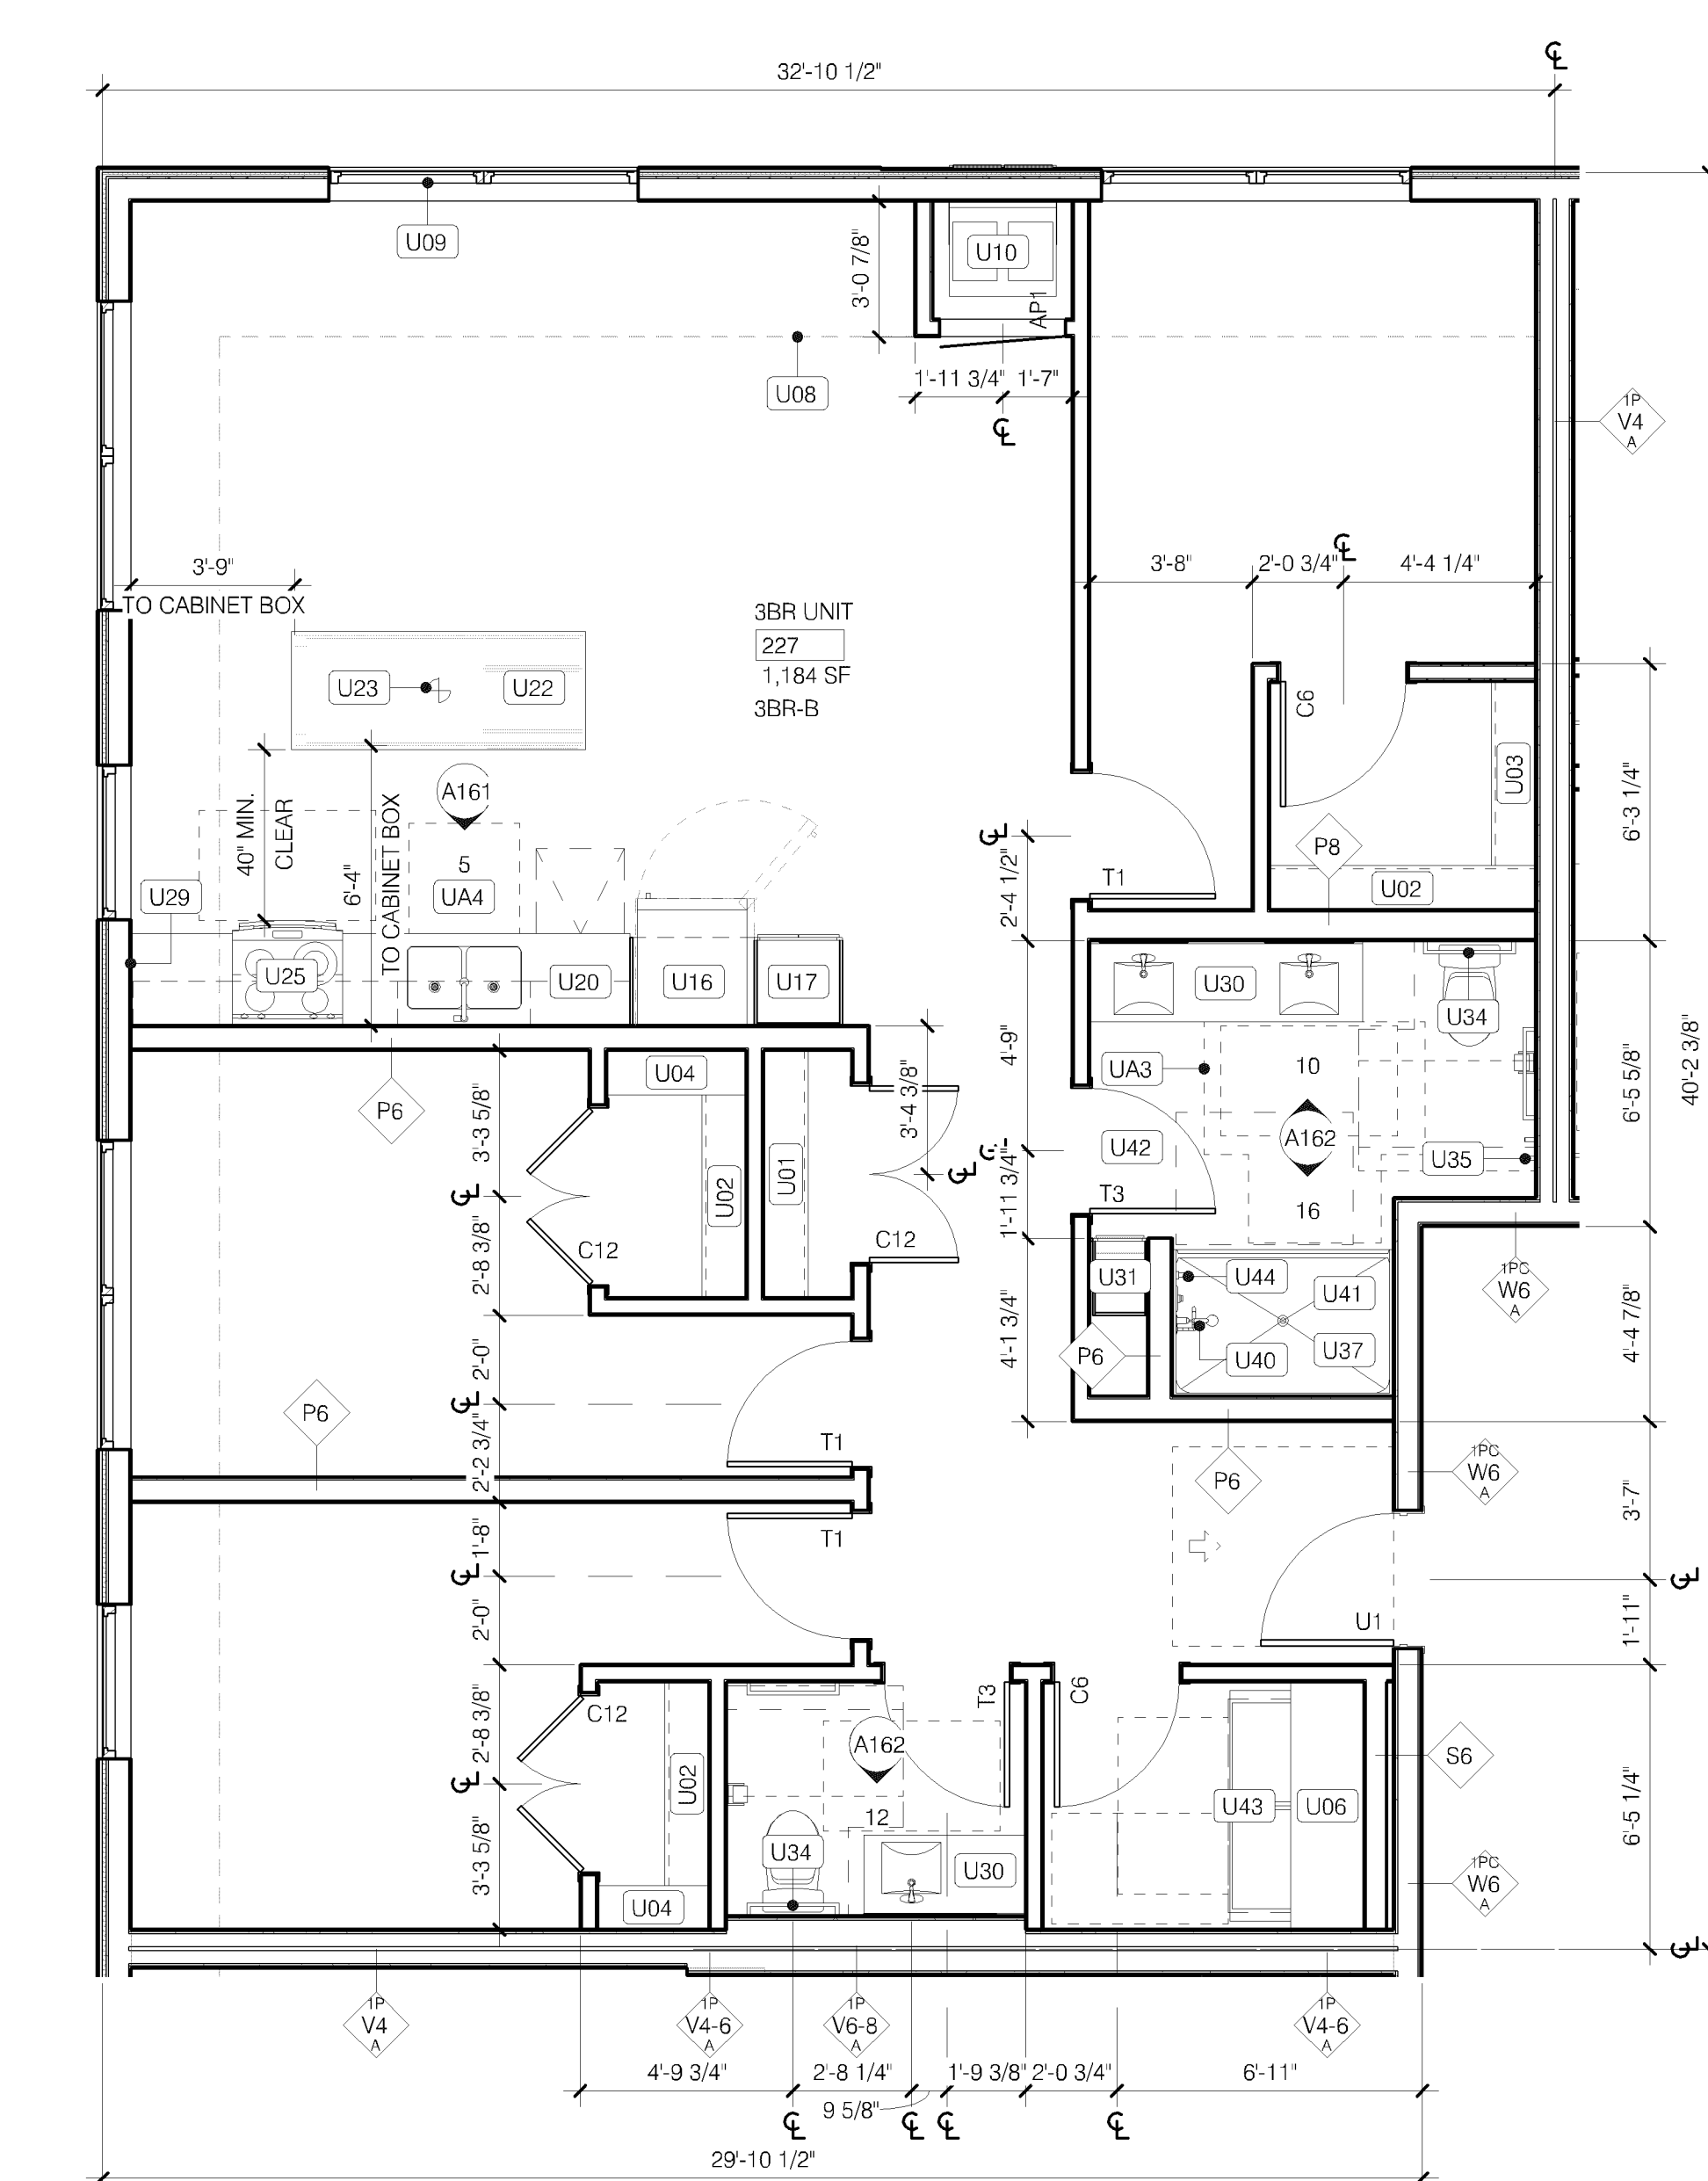 ℄
32'-10 1/2"
U09
U10
3'-0 7/8"
AP1
U08
1'-11 3/4"
1'-7"
℄
1P
V4
A
3'-9"
TO CABINET BOX
3'-8"
2'-0 3/4"
℄
4'-4 1/4"
3BR UNIT
227
1,184 SF
3BR-B
U23
U22
C6
U03
6'-3 1/4"
40" MIN.
CLEAR
6'-4"
TO CABINET BOX
A161
5
UA4
℄
2'-4 1/2"
T1
P8
U02
U29
U25
U20
U16
U17
U30
U34
4'-9"
UA3
10
6'-5 5/8"
40'-2 3/8"
P6
3'-3 5/8"
U04
3'-4 3/8"
U42
A162
U35
U02
U01
℄
℄
℄
1'-11 3/4"
T3
16
2'-8 3/8"
C12
C12
U31
U44
U41
1PC
W6
A
4'-1 3/4"
P6
U40
U37
4'-4 7/8"
2'-0"
℄
P6
T1
2'-2 3/4"
P6
1PC
W6
A
3'-7"
T1
1'-8"
℄
℄
2'-0"
U1
1'-11"
T3
C6
C12
2'-8 3/8"
A162
S6
℄
U02
U43
U06
6'-5 1/4"
12
U34
U30
3'-3 5/8"
U04
1PC
W6
A
℄
1P
V4
A
1P
V4-6
A
1P
V6-8
A
1P
V4-6
A
4'-9 3/4"
2'-8 1/4"
1'-9 3/8"
2'-0 3/4"
6'-11"
9 5/8"
℄
℄
℄
℄
29'-10 1/2"